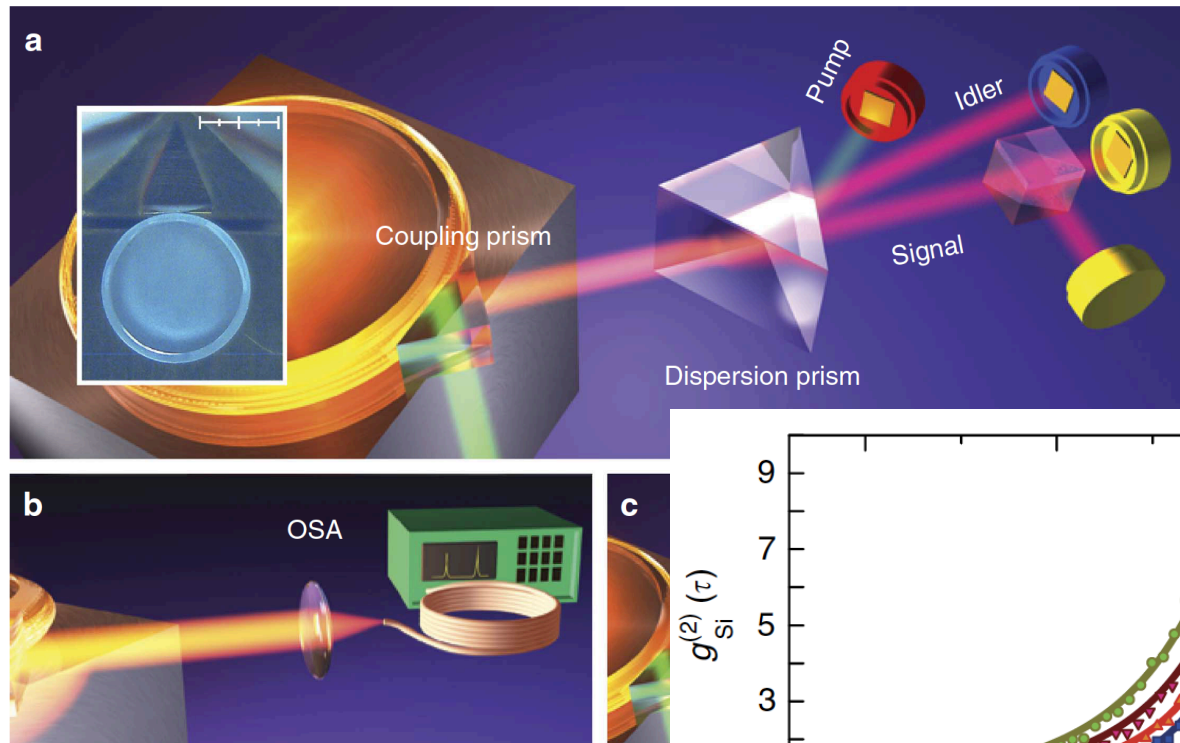 a
Pump
Idler
Coupling prism
Signal
Dispersion prism
b
OSA
c
9
7
5
3
g(2)Si (τ)